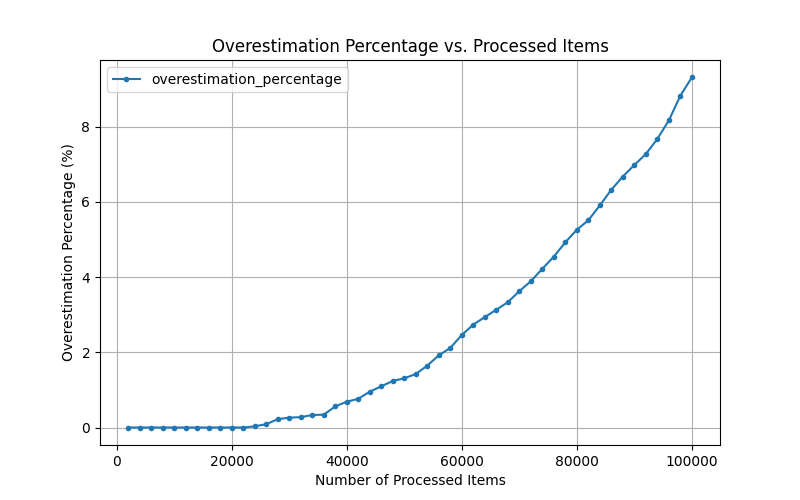 Overestimation Percentage vs. Processed Items
overestimation_percentage
Overestimation Percentage (%)
8
6
4
2
0
0 20000 40000 60000 80000 100000
Number of Processed Items